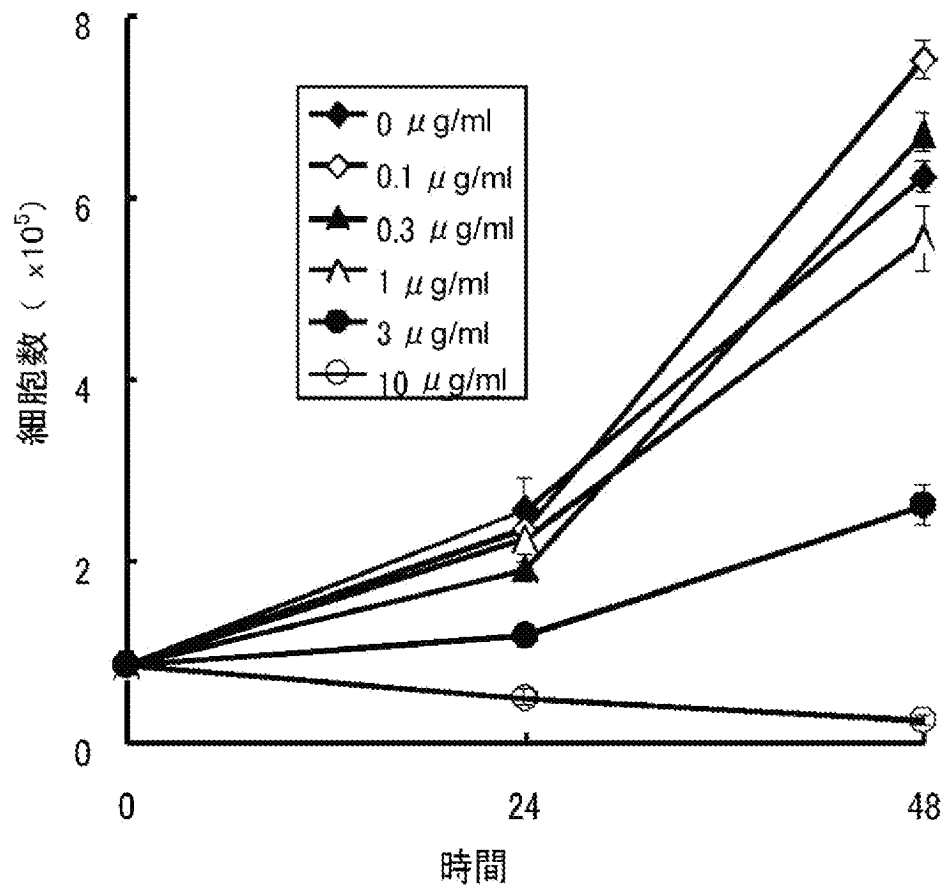 8
6
4
2
0
細胞数（ ×10⁵）
0 μg/ml
0.1 μg/ml
0.3 μg/ml
1 μg/ml
3 μg/ml
10 μg/ml
0 24 48
時間